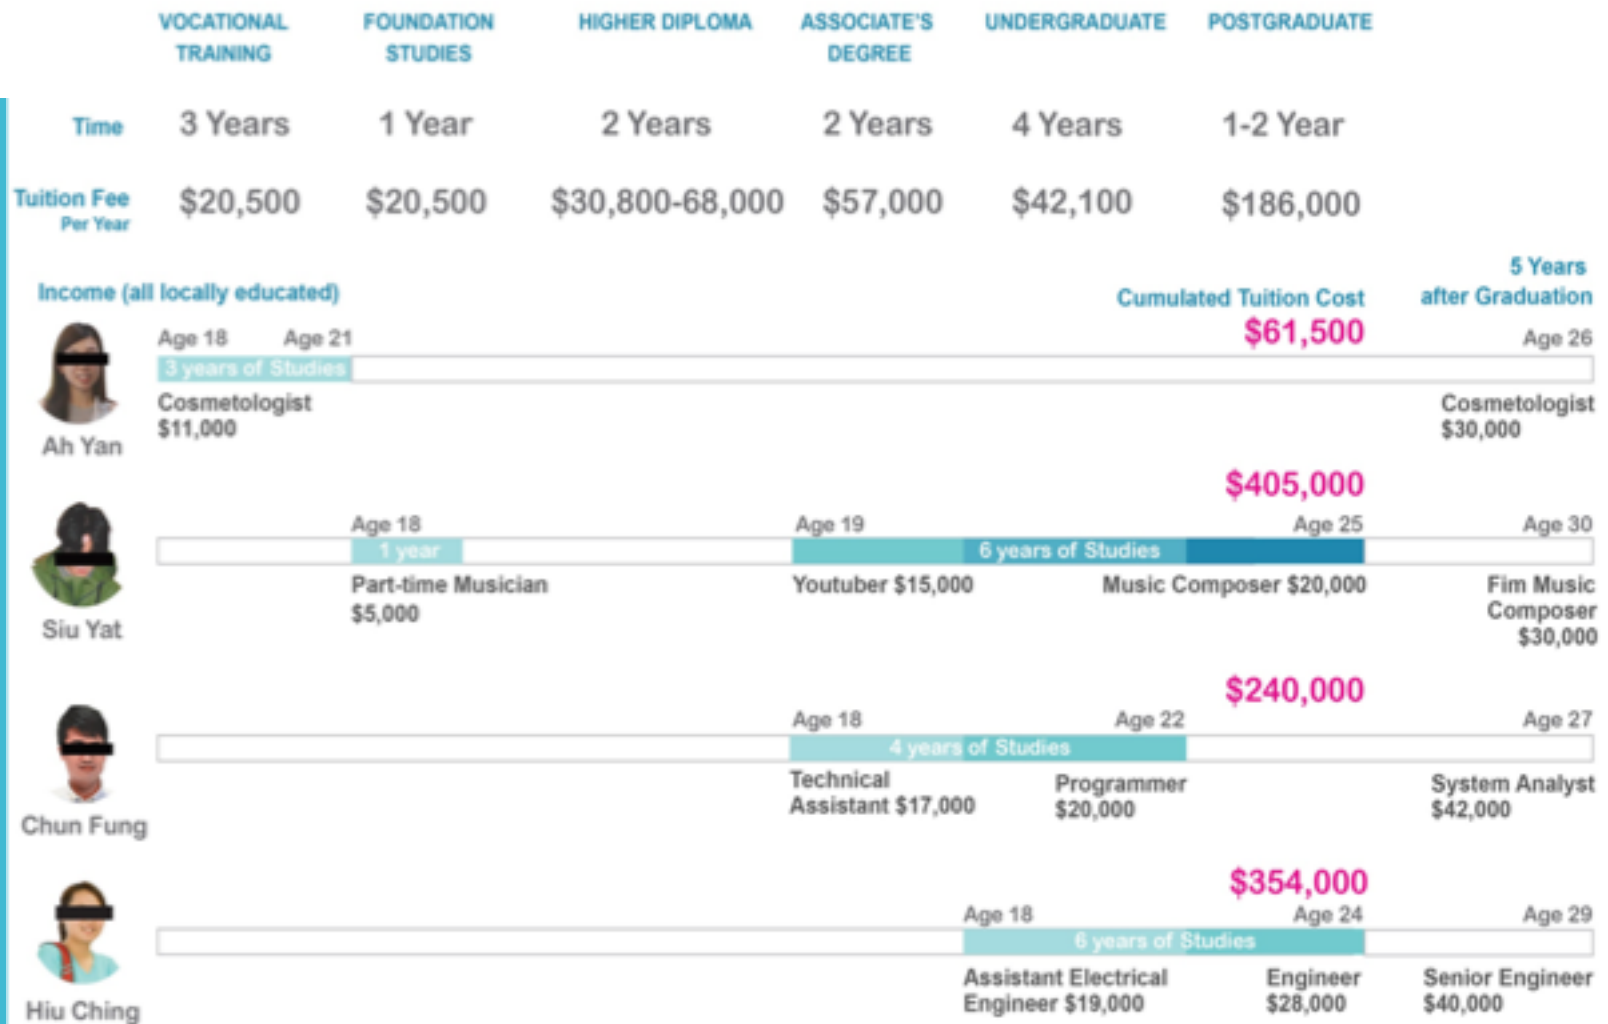 VOCATIONAL TRAINING
FOUNDATION STUDIES
HIGHER DIPLOMA
ASSOCIATE'S DEGREE
UNDERGRADUATE
POSTGRADUATE
Time 3 Years 1 Year 2 Years 2 Years 4 Years 1-2 Year
Tuition Fee Per Year $20,500 $20,500 $30,800-68,000 $57,000 $42,100 $186,000
Income (all locally educated)
Cumulated Tuition Cost
5 Years after Graduation
$61,500
Age 18 Age 21 Age 26
3 years of Studies
Cosmetologist $11,000
Cosmetologist $30,000
Ah Yan
$405,000
Age 18 Age 19 Age 25 Age 30
1 year 6 years of Studies
Part-time Musician $5,000
Youtuber $15,000
Music Composer $20,000
Fim Music Composer $30,000
Siu Yat
$240,000
Age 18 Age 22 Age 27
4 years of Studies
Technical Assistant $17,000
Programmer $20,000
System Analyst $42,000
Chun Fung
$354,000
Age 18 Age 24 Age 29
6 years of Studies
Assistant Electrical Engineer $19,000
Engineer $28,000
Senior Engineer $40,000
Hiu Ching